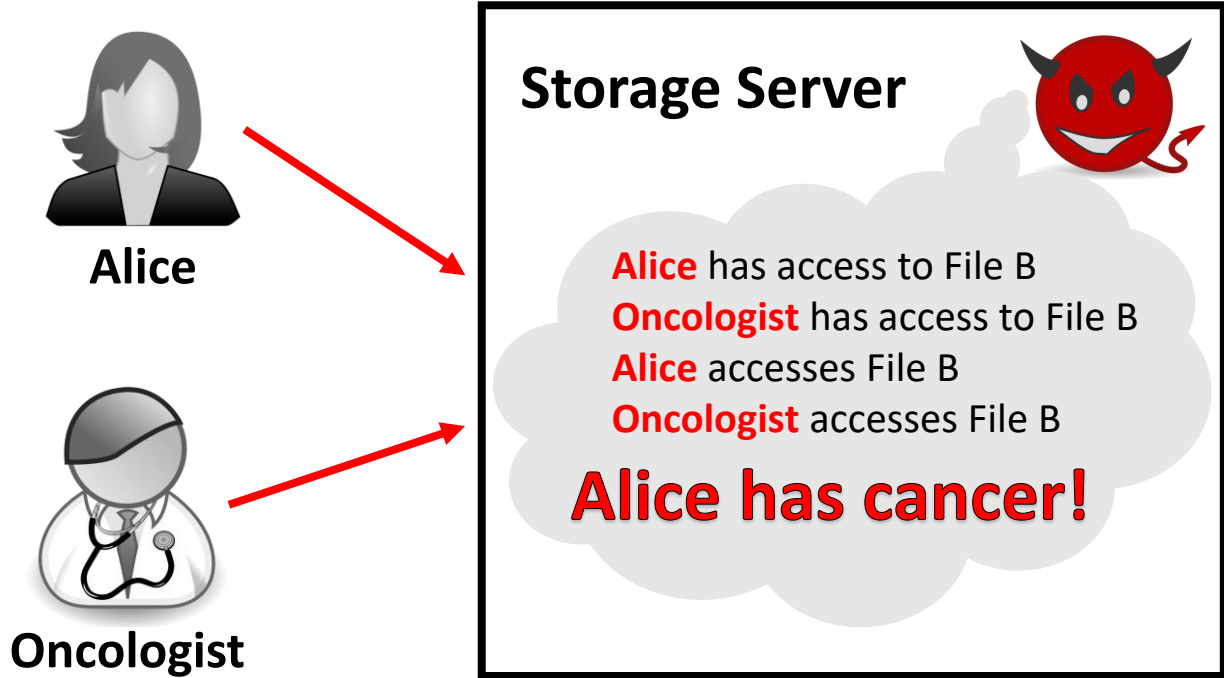 Storage Server
Alice
Alice has access to File B
Oncologist has access to File B
Alice accesses File B
Oncologist accesses File B
Alice has cancer!
Oncologist